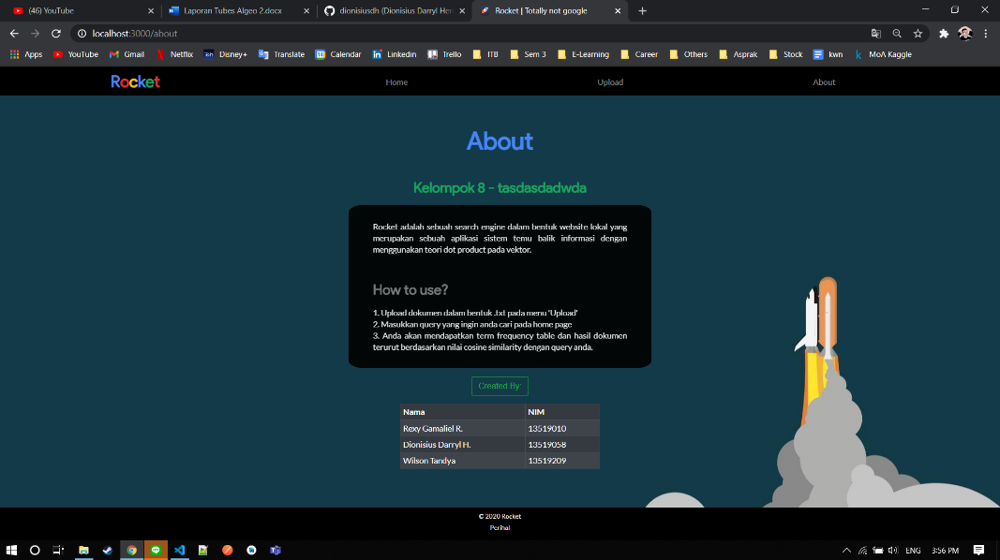 (46) YouTube
Laporan Tubes Algeo 2.docx
dionisiusdh (Dionisius Darryl Her
Rocket | Totally not google
localhost:3000/about
Apps
YouTube
Gmail
Netflix
Disney+
Translate
Calendar
Linkedin
Trello
ITB
Sem 3
E-Learning
Career
Others
Asprak
Stock
kwn
MoA Kaggle
Rocket
Home
Upload
About
About
Kelompok 8 - tasdasdadwda
Rocket adalah sebuah search engine dalam bentuk website lokal yang
merupakan sebuah aplikasi sistem temu balik informasi dengan
menggunakan teori dot product pada vektor.
How to use?
1. Upload dokumen dalam bentuk .txt pada menu 'Upload'
2. Masukkan query yang ingin anda cari pada home page
3. Anda akan mendapatkan term frequency table dan hasil dokumen
terurut berdasarkan nilai cosine similarity dengan query anda.
Created By:
Nama NIM
Rexy Gamaliel R. 13519010
Dionisius Darryl H. 13519058
Wilson Tandya 13519209
© 2020 Rocket
Perihal
ENG
3:56 PM